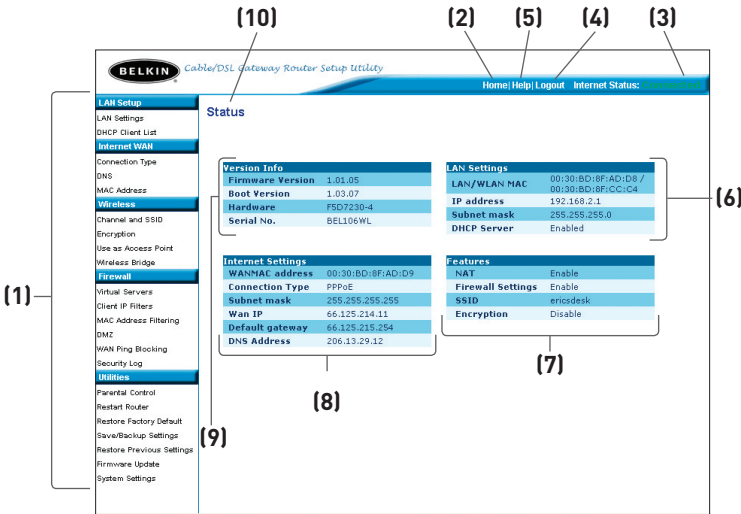 (10) (2) (5) (4) (3)
BELKIN Cable/DSL Gateway Router Setup Utility
Home|Help|Logout Internet Status:
(1)
LAN Setup
LAN Settings
DHCP Client List
Internet WAN
Connection Type
DNS
MAC Address
Wireless
Channel and SSID
Encryption
Use as Access Point
Wireless Bridge
Firewall
Virtual Servers
Client IP Filters
MAC Address Filtering
DMZ
WAN Ping Blocking
Security Log
Utilities
Parental Control
Restart Router
Restore Factory Default
Save/Backup Settings
Restore Previous Settings
Firmware Update
System Settings
Status
Version Info
Firmware Version 1.01.05
Boot Version 1.03.07
Hardware F5D7230-4
Serial No. BEL106WL
(9)
LAN Settings
LAN/WLAN MAC 00:30:BD:8F:AD:D8 /
00:30:BD:8F:CC:C4
IP address 192.168.2.1
Subnet mask 255.255.255.0
DHCP Server Enabled
(6)
Internet Settings
WANMAC address 00:30:BD:8F:AD:D9
Connection Type PPPoE
Subnet mask 255.255.255.255
Wan IP 66.125.214.11
Default gateway 66.125.215.254
DNS Address 206.13.29.12
(8)
Features
NAT Enable
Firewall Settings Enable
SSID ericsdesk
Encryption Disable
(7)